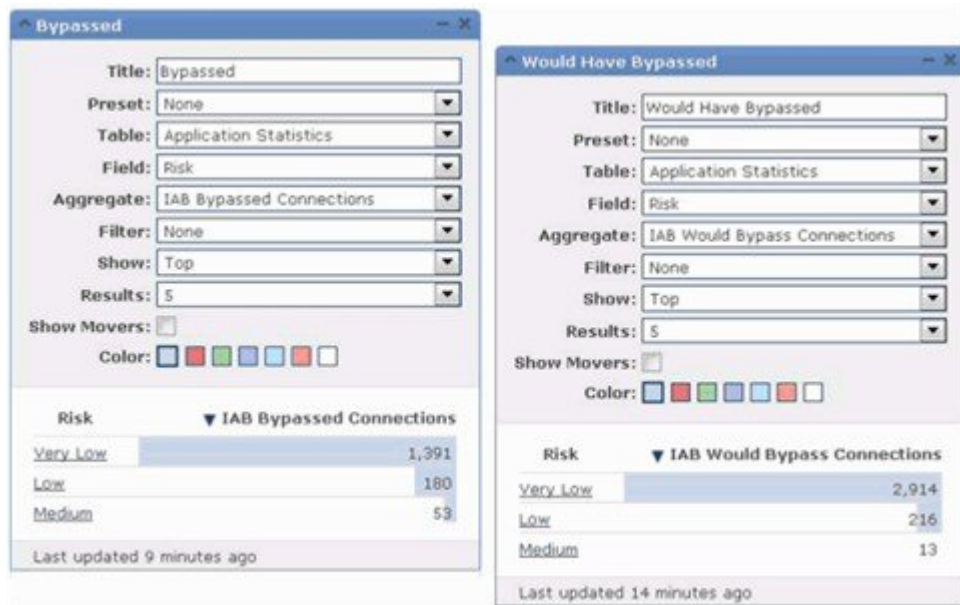 Bypassed
Title: Bypassed
Preset: None
Table: Application Statistics
Field: Risk
Aggregate: IAB Bypassed Connections
Filter: None
Show: Top
Results: 5
Show Movers:
Color:
Risk ▼ IAB Bypassed Connections
Very Low 1,391
Low 180
Medium 53
Last updated 9 minutes ago
Would Have Bypassed
Title: Would Have Bypassed
Preset: None
Table: Application Statistics
Field: Risk
Aggregate: IAB Would Bypass Connections
Filter: None
Show: Top
Results: 5
Show Movers:
Color:
Risk ▼ IAB Would Bypass Connections
Very Low 2,914
Low 216
Medium 13
Last updated 14 minutes ago